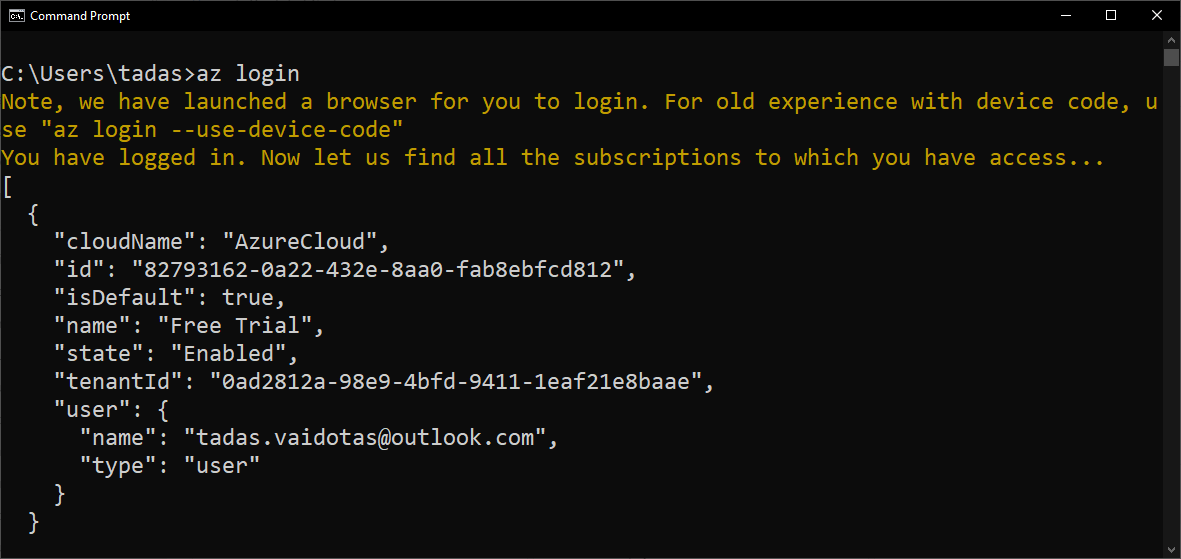 Command Prompt
C:\Users\tadas>az login
Note, we have launched a browser for you to login. For old experience with device code, u
se "az login --use-device-code"
You have logged in. Now let us find all the subscriptions to which you have access...
[
  {
    "cloudName": "AzureCloud",
    "id": "82793162-0a22-432e-8aa0-fab8ebfcd812",
    "isDefault": true,
    "name": "Free Trial",
    "state": "Enabled",
    "tenantId": "0ad2812a-98e9-4bfd-9411-1eaf21e8baae",
    "user": {
      "name": "tadas.vaidotas@outlook.com",
      "type": "user"
    }
  }